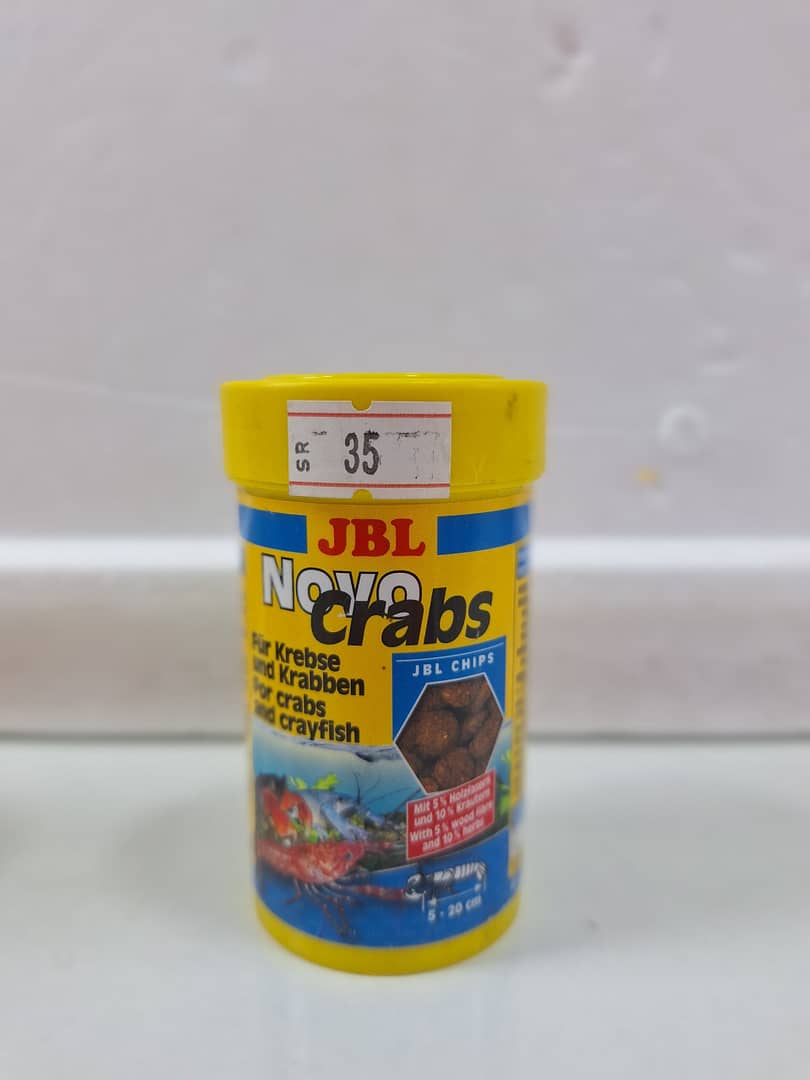 SR 35
JBL
Novo
Crabs
Für Krebse
und Krabben
For crabs
and crayfish
JBL CHIPS
Mit 5 % Holzfasern
und 10 % Kräutern
With 5 % wood fibre
and 10 % herbs
5 - 20 cm